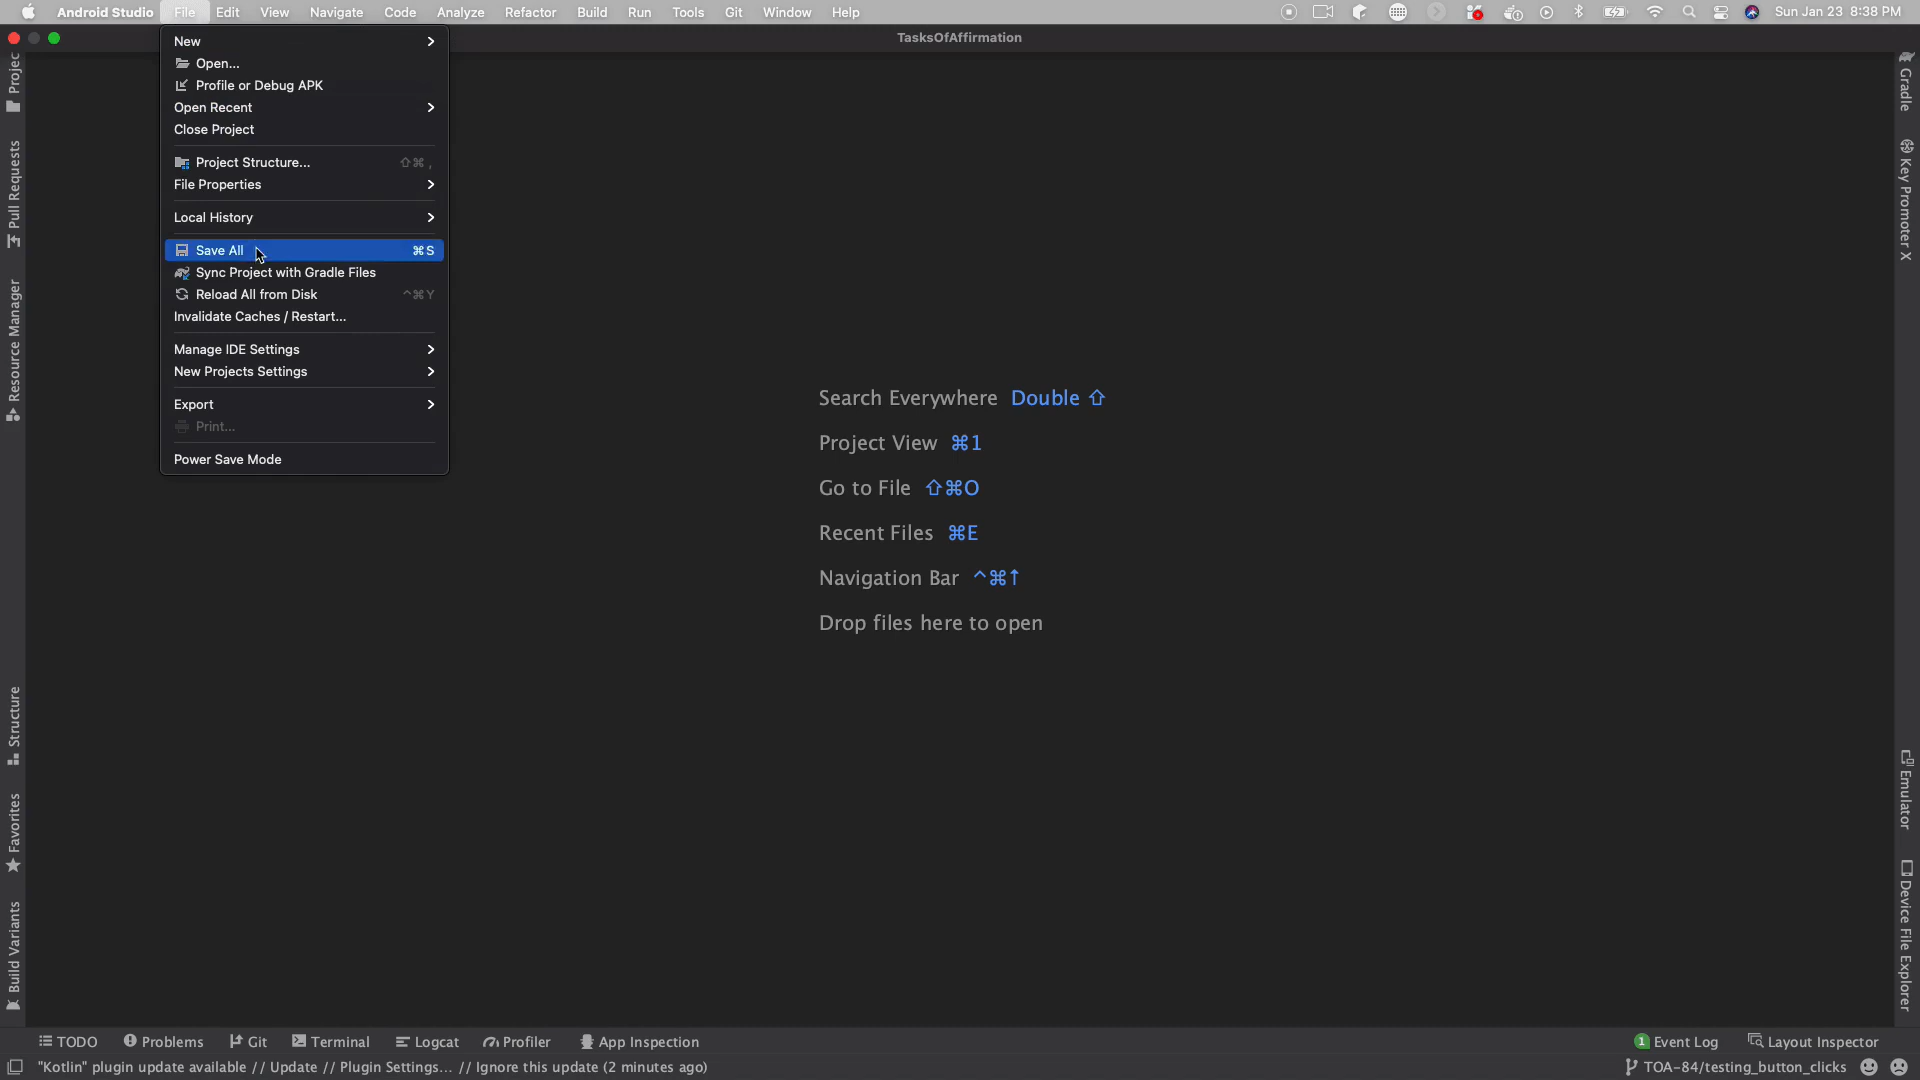 Android Studio File Edit View Navigate Code Analyze Refactor Build Run Tools Git Window Help Sun Jan 23 8:38 PM
TasksOfAffirmation
New
Open...
Profile or Debug APK
Open Recent
Close Project
Project Structure... ⇧⌘ ,
File Properties
Local History
Save All ⌘S
Sync Project with Gradle Files
Reload All from Disk ^⌘Y
Invalidate Caches / Restart...
Manage IDE Settings
New Projects Settings
Export
Print...
Power Save Mode
Projec
Pull Requests
Resource Manager
Structure
Favorites
Build Variants
Search Everywhere Double ⇧
Project View ⌘1
Go to File ⇧⌘O
Recent Files ⌘E
Navigation Bar ^⌘↑
Drop files here to open
Gradle
Key Promoter X
Emulator
Device File Explorer
TODO Problems Git Terminal Logcat Profiler App Inspection 1 Event Log Layout Inspector
"Kotlin" plugin update available // Update // Plugin Settings... // Ignore this update (2 minutes ago) TOA-84/testing_button_clicks